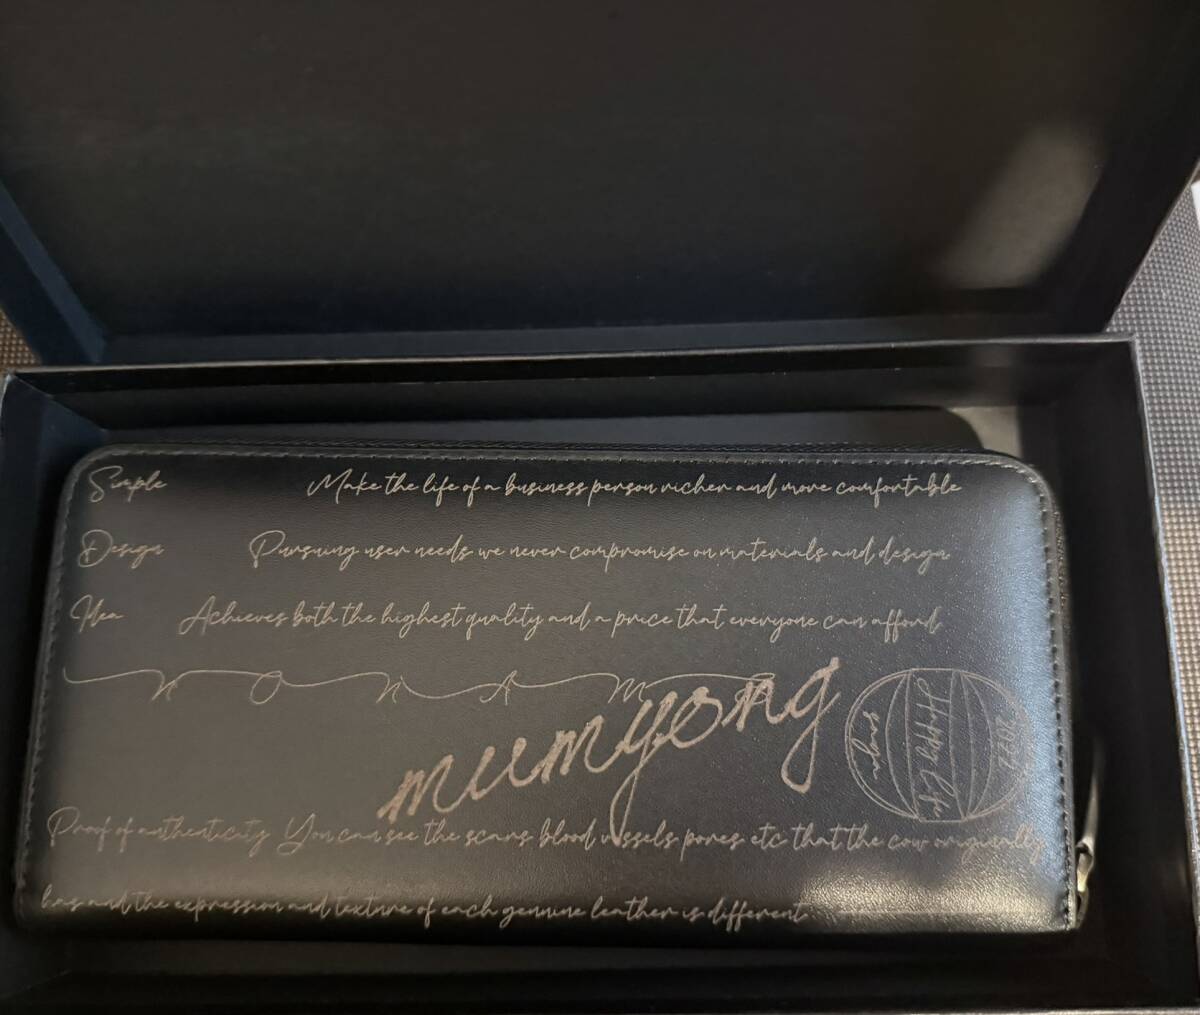 Simple Make the life of a business person richer and more comfortable
Design Pursuing user needs we never compromise on materials and design
Idea Achieves both the highest quality and a price that everyone can afford
N O N A M E
mumyong
2022
Happy Life
Proof of authenticity You can see the scars blood vessels pores etc that the cow originally
has and the expression and texture of each genuine leather is different